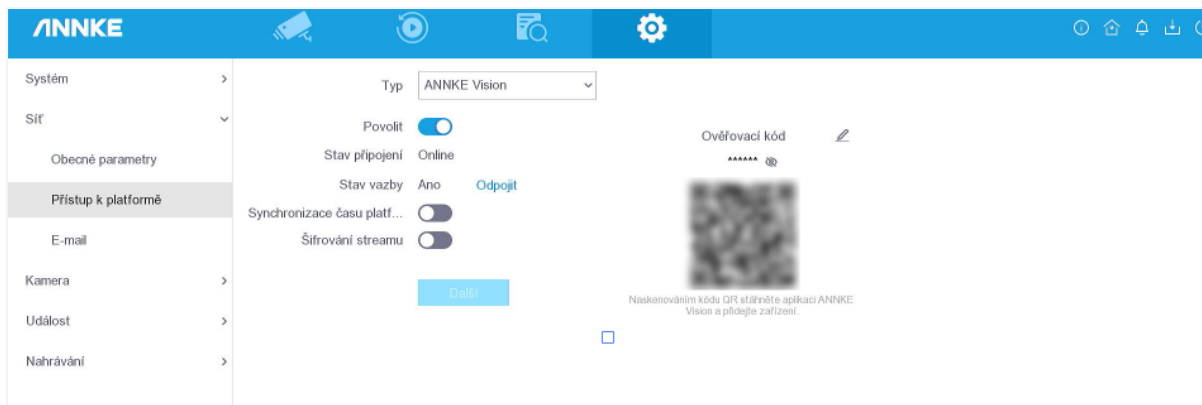 ANNKE
Systém
Síť
Obecné parametry
Přístup k platformě
E-mail
Kamera
Událost
Nahrávání
Typ ANNKE Vision
Povolit
Stav připojení Online
Stav vazby Ano Odpojit
Synchronizace času platf...
Šifrování streamu
Další
Ověřovací kód
******
Naskenováním kódu QR stáhněte aplikaci ANNKE
Vision a přidejte zařízení.